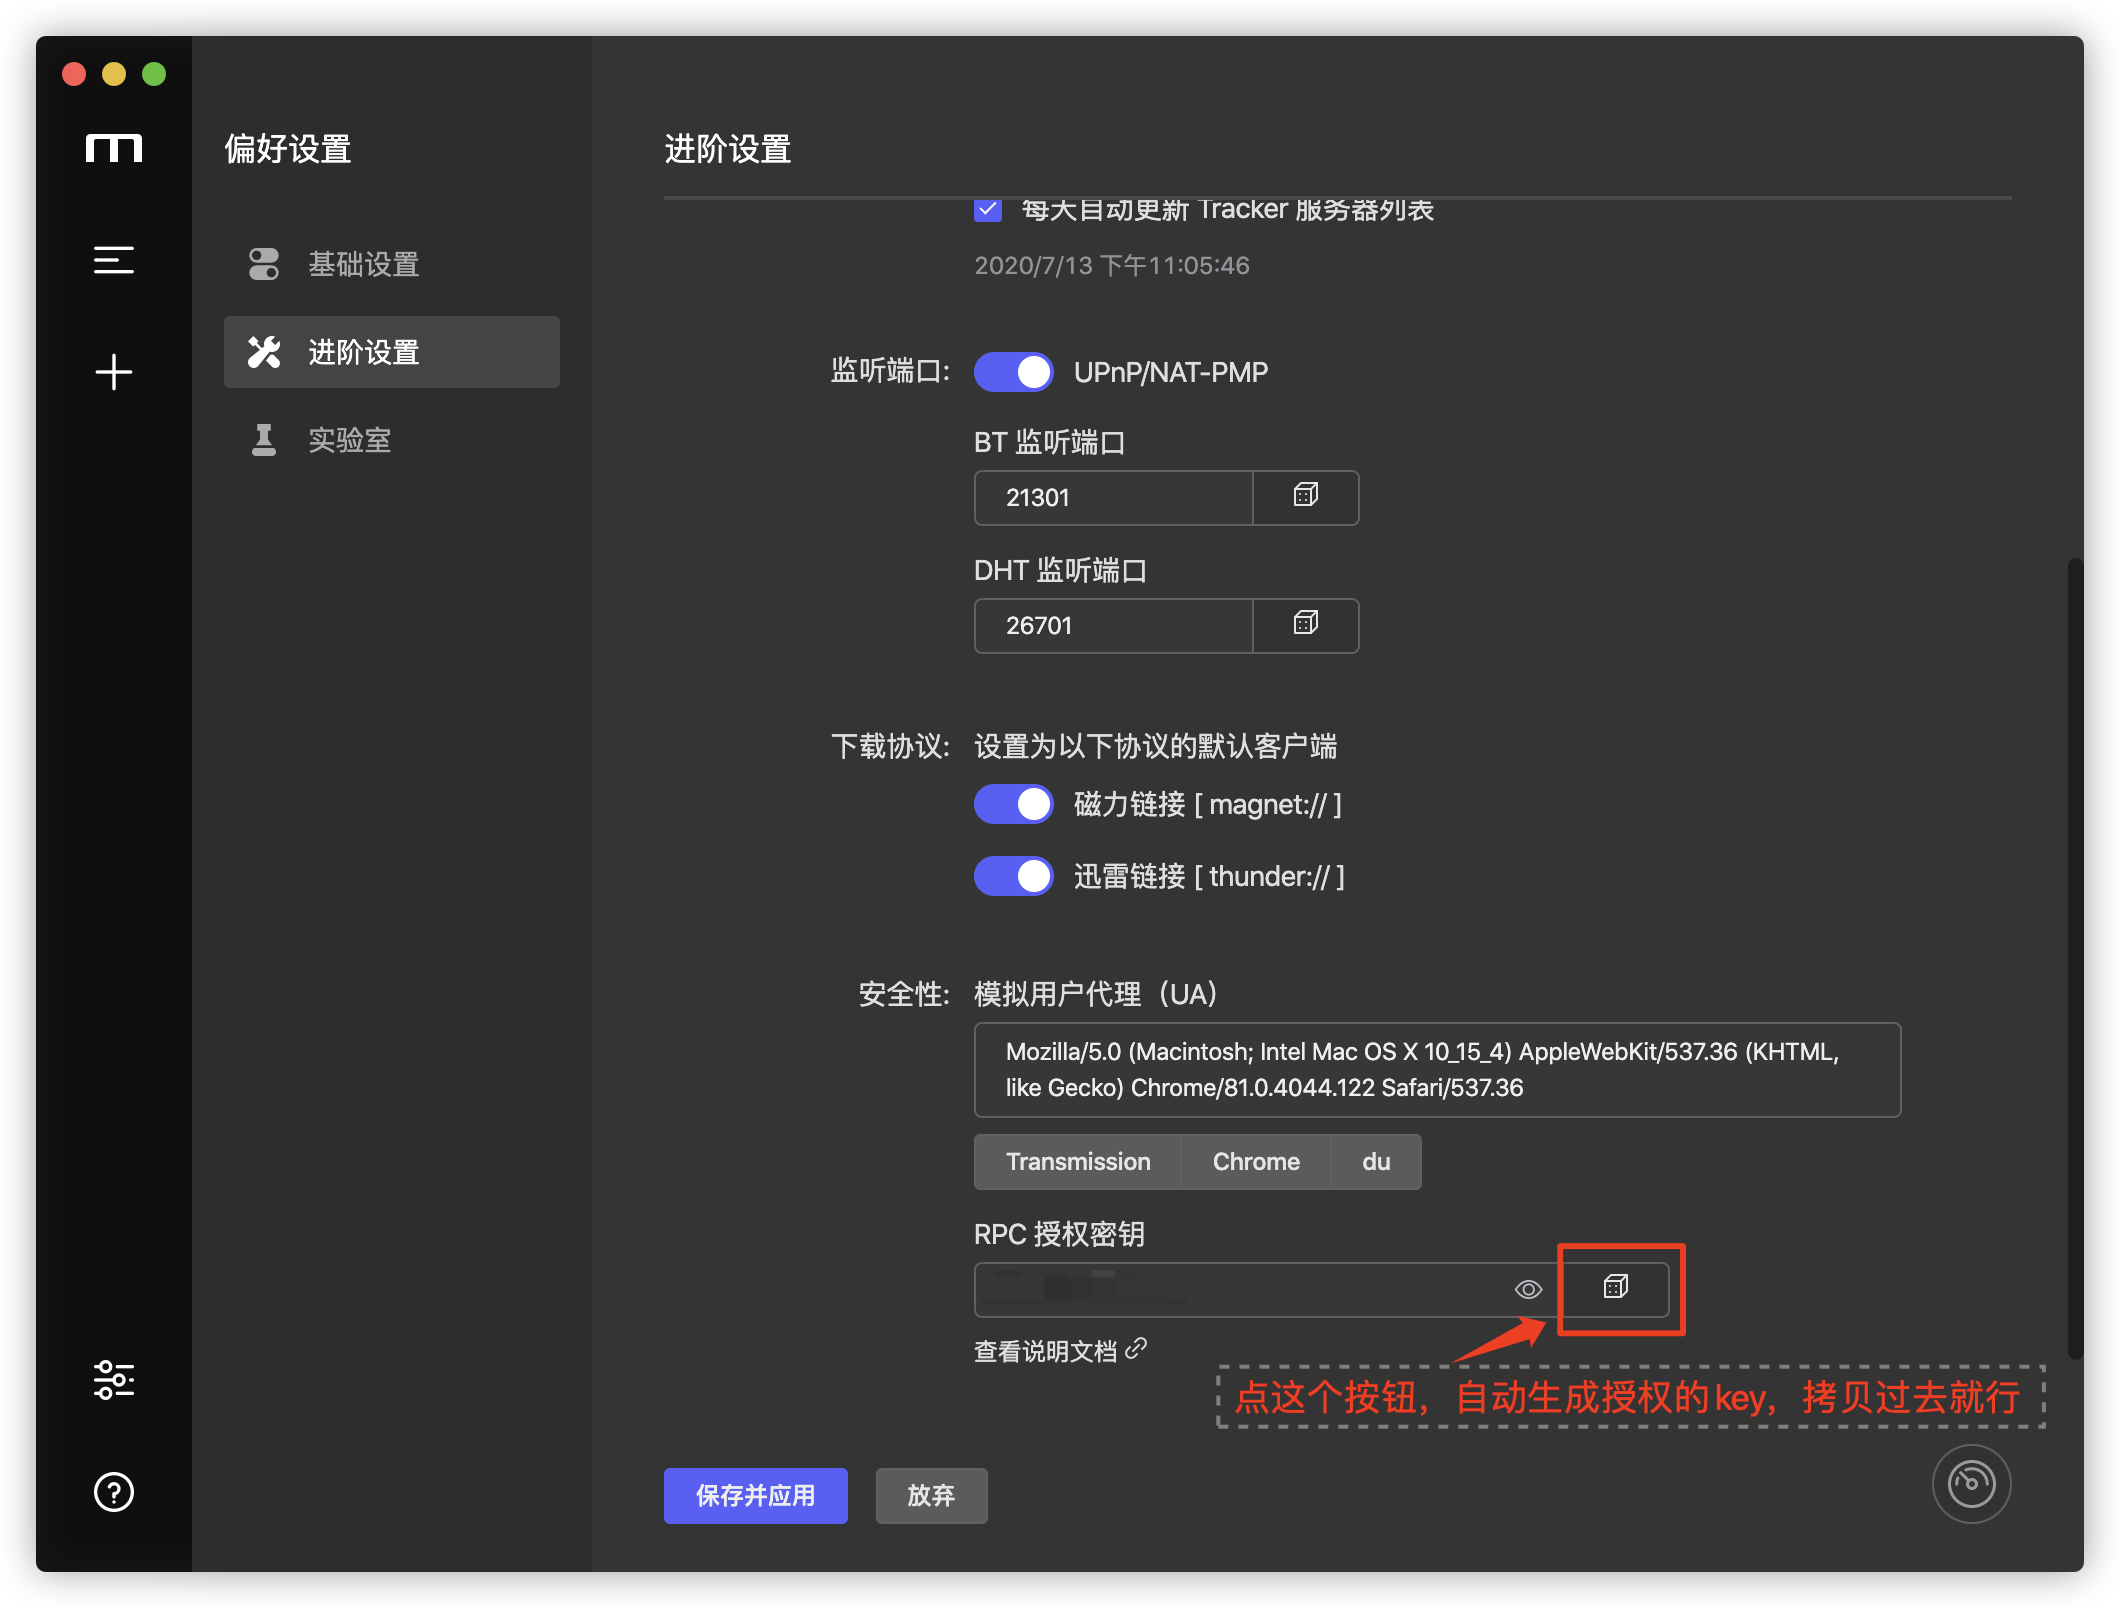 偏好设置
基础设置
进阶设置
实验室
进阶设置
每天自动更新 Tracker 服务器列表
2020/7/13 下午11:05:46
监听端口: UPnP/NAT-PMP
BT 监听端口
21301
DHT 监听端口
26701
下载协议: 设置为以下协议的默认客户端
磁力链接 [ magnet:// ]
迅雷链接 [ thunder:// ]
安全性: 模拟用户代理（UA）
Mozilla/5.0 (Macintosh; Intel Mac OS X 10_15_4) AppleWebKit/537.36 (KHTML,
like Gecko) Chrome/81.0.4044.122 Safari/537.36
Transmission Chrome du
RPC 授权密钥
查看说明文档
点这个按钮，自动生成授权的key，拷贝过去就行
保存并应用 放弃